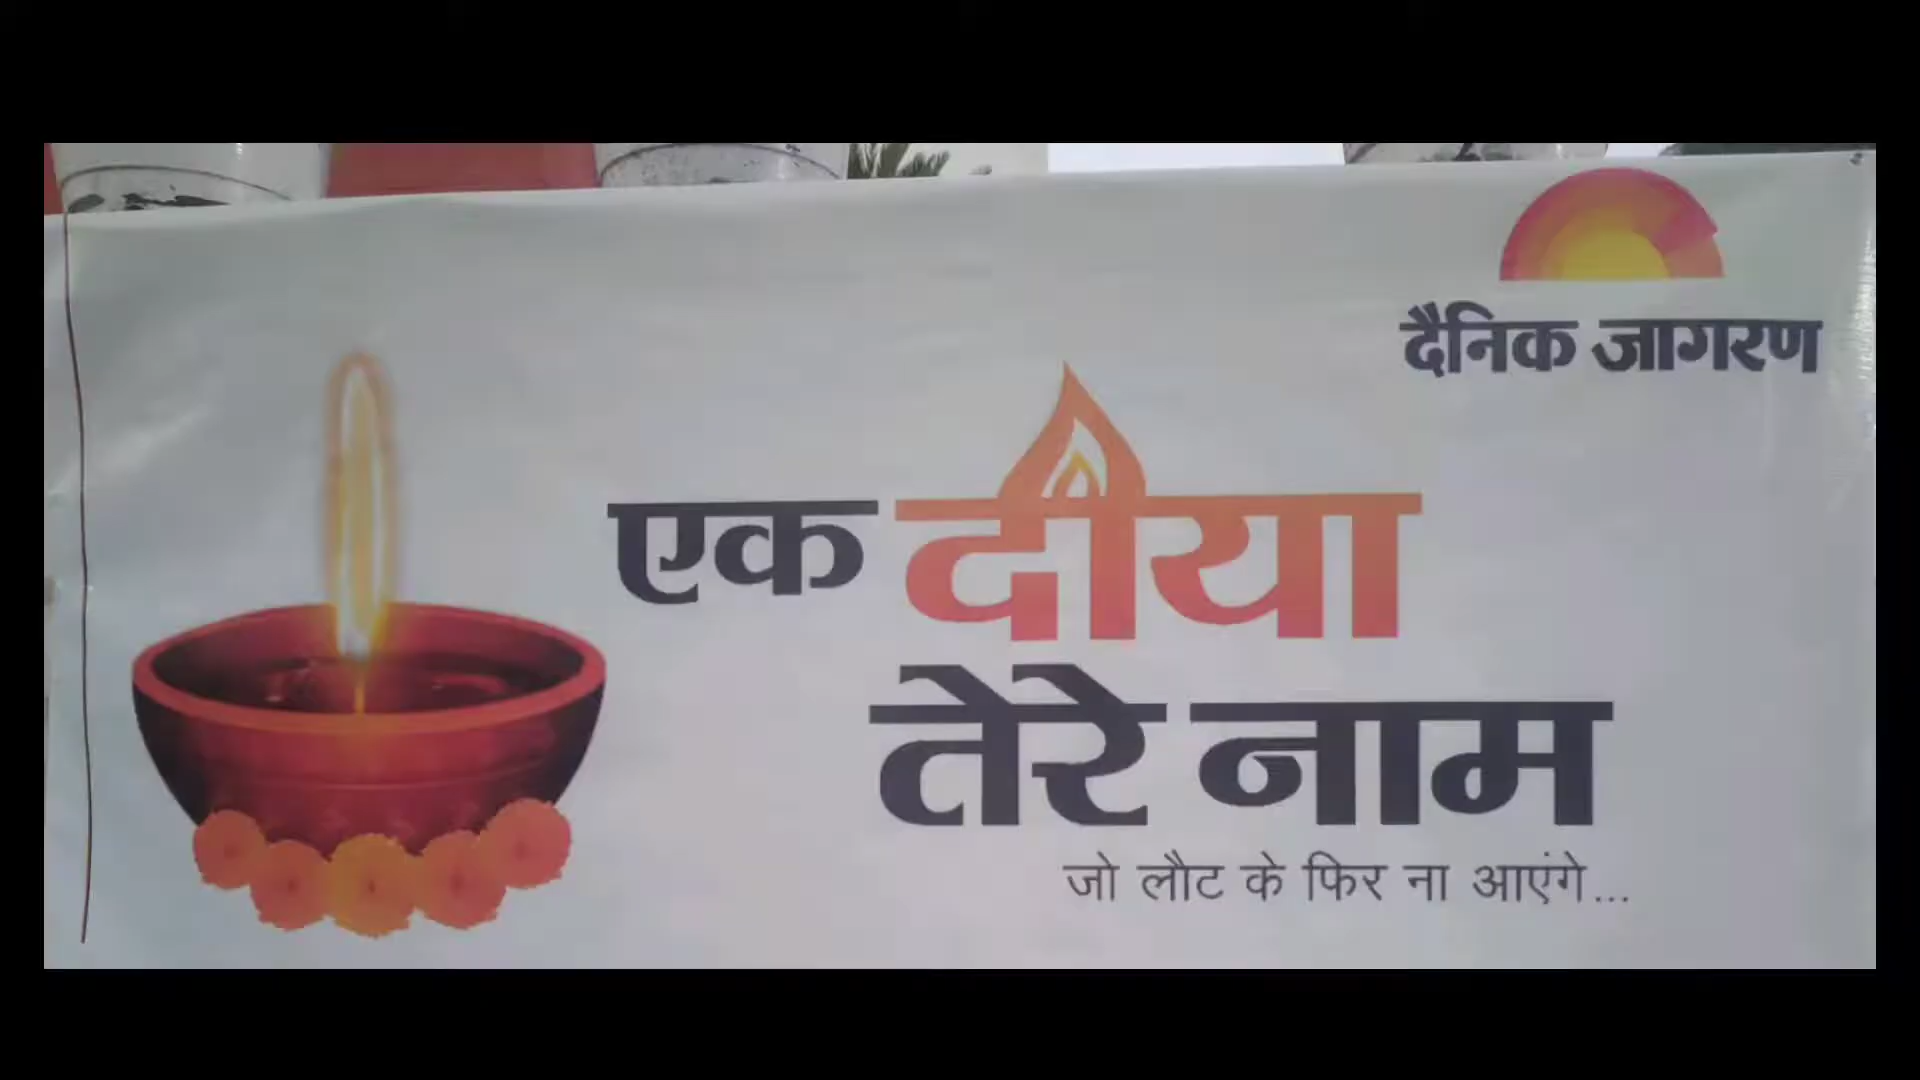 दैनिक जागरण
एक दीया
तेरे नाम
जो लौट के फिर ना आएंगे...